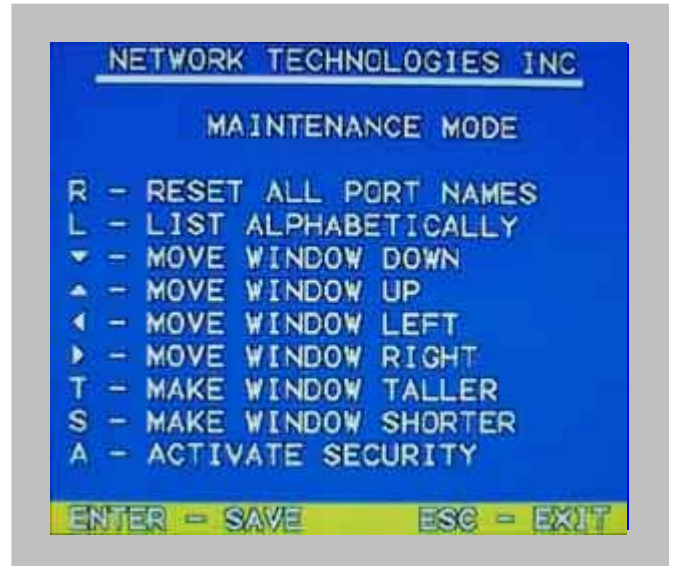 NETWORK TECHNOLOGIES INC
MAINTENANCE MODE
R - RESET ALL PORT NAMES
L - LIST ALPHABETICALLY
▼ - MOVE WINDOW DOWN
▲ - MOVE WINDOW UP
◀ - MOVE WINDOW LEFT
▶ - MOVE WINDOW RIGHT
T - MAKE WINDOW TALLER
S - MAKE WINDOW SHORTER
A - ACTIVATE SECURITY
ENTER - SAVE ESC - EXIT